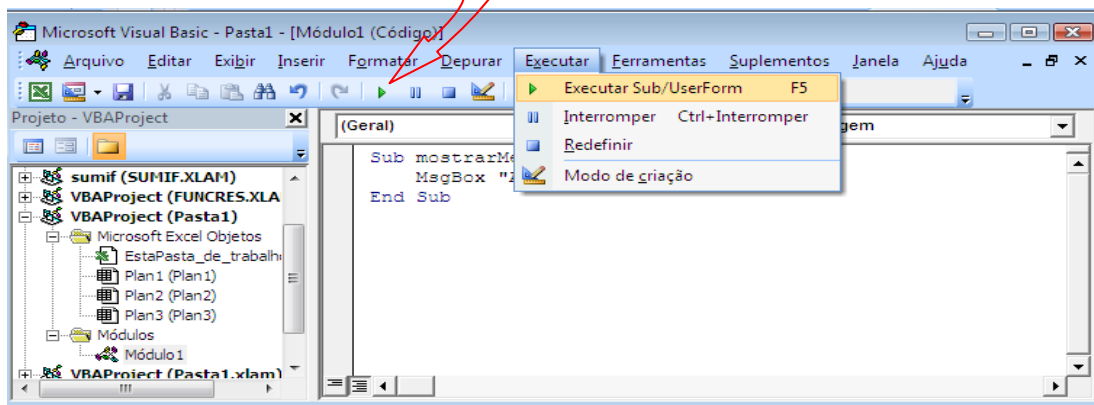 Microsoft Visual Basic - Pasta1 - [Módulo1 (Código)]
Arquivo Editar Exibir Inserir Formatar Depurar Executar Ferramentas Suplementos Janela Ajuda
Executar Sub/UserForm F5
Interromper Ctrl+Interromper
Redefinir
Modo de criação
Projeto - VBAProject
sumif (SUMIF.XLAM)
VBAProject (FUNCRES.XLA
VBAProject (Pasta1)
Microsoft Excel Objetos
EstaPasta_de_trabalh
Plan1 (Plan1)
Plan2 (Plan2)
Plan3 (Plan3)
Módulos
Módulo1
VBAProject (Pasta1.xlam)
(Geral) gem
Sub mostrarMe
MsgBox "
End Sub